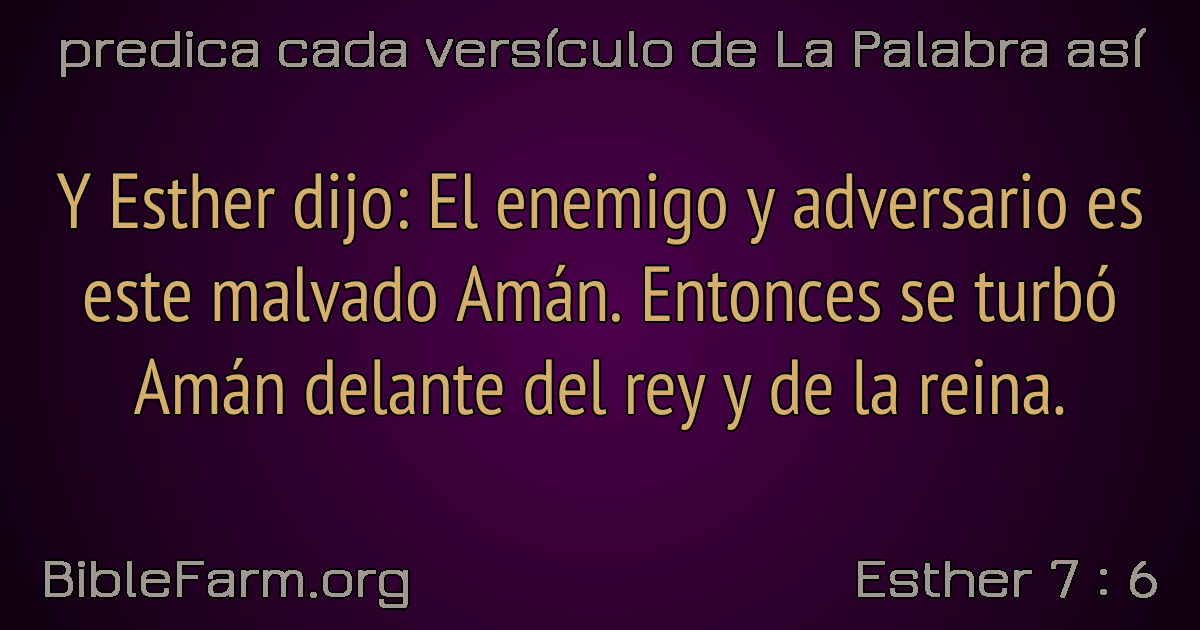 predica cada versículo de La Palabra así
Y Esther dijo: El enemigo y adversario es
este malvado Amán. Entonces se turbó
Amán delante del rey y de la reina.
BibleFarm.org
Esther 7 : 6